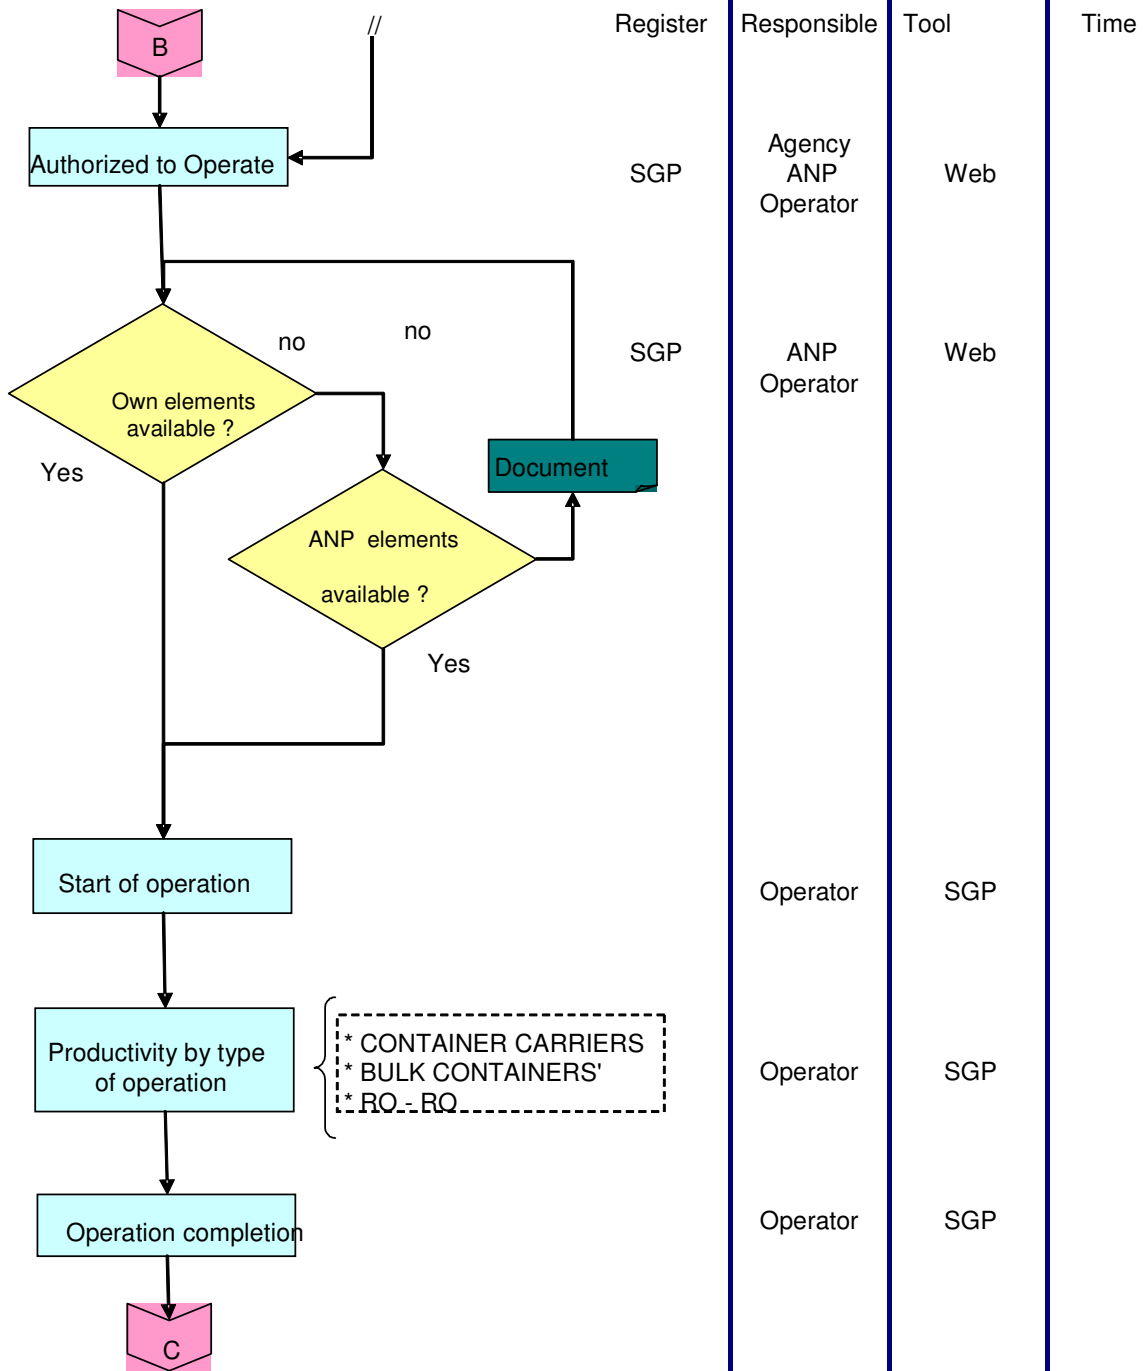 Register
Responsible
Tool
Time
B
//
Authorized to Operate
SGP
Agency
ANP
Operator
Web
no
no
Own elements
available ?
Yes
SGP
ANP
Operator
Web
Document
ANP elements
available ?
Yes
Start of operation
Operator
SGP
Productivity by type
of operation
* CONTAINER CARRIERS
* BULK CONTAINERS'
* RO - RO
Operator
SGP
Operation completion
Operator
SGP
C